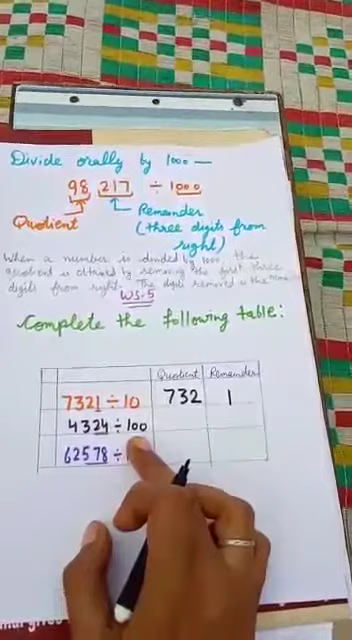 Divide orally by 1000 —
98 217 ÷ 1000
Quotient
Remainder
(three digits from
right)
When a number is divided by 1000, the
quotient is obtained by removing the first three
digits from right. The digits removed is the
WS.5
Complete the following table:
Quotient Remainder
7321 ÷ 10 732 1
4324 ÷ 100
62578 ÷ 1